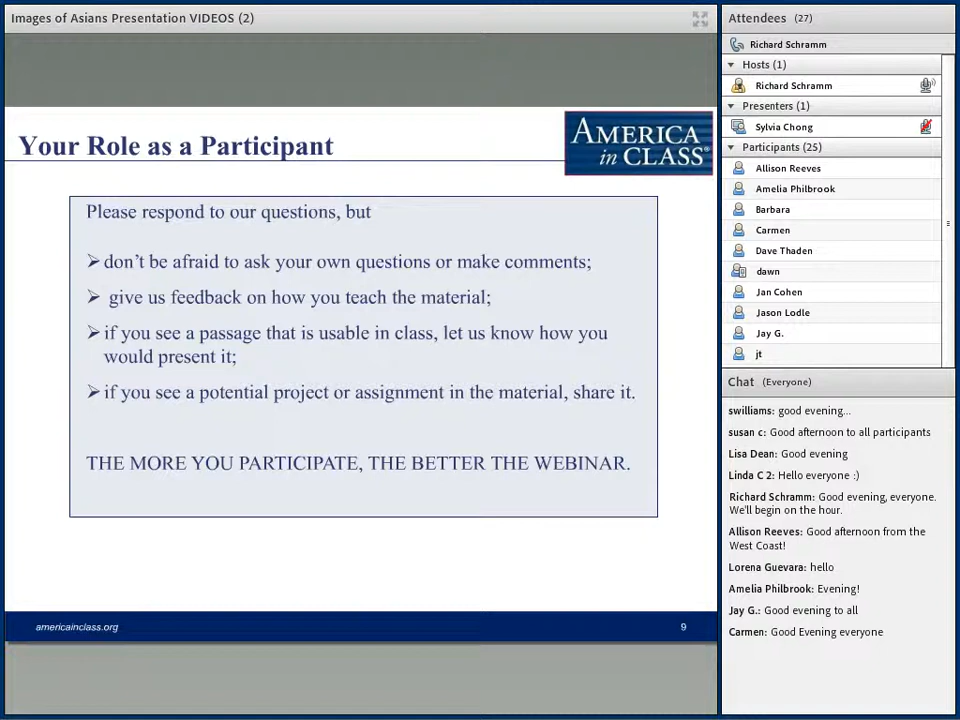 Images of Asians Presentation VIDEOS (2)
Your Role as a Participant
AMERICA
in CLASS®
Please respond to our questions, but
➢ don't be afraid to ask your own questions or make comments;
➢ give us feedback on how you teach the material;
➢ if you see a passage that is usable in class, let us know how you
would present it;
➢ if you see a potential project or assignment in the material, share it.
THE MORE YOU PARTICIPATE, THE BETTER THE WEBINAR.
americainclass.org
9
Attendees (27)
Richard Schramm
Hosts (1)
Richard Schramm
Presenters (1)
Sylvia Chong
Participants (25)
Allison Reeves
Amelia Philbrook
Barbara
Carmen
Dave Thaden
dawn
Jan Cohen
Jason Lodle
Jay G.
jt
Chat (Everyone)
swilliams: good evening...
susan c: Good afternoon to all participants
Lisa Dean: Good evening
Linda C 2: Hello everyone :)
Richard Schramm: Good evening, everyone.
We'll begin on the hour.
Allison Reeves: Good afternoon from the
West Coast!
Lorena Guevara: hello
Amelia Philbrook: Evening!
Jay G.: Good evening to all
Carmen: Good Evening everyone